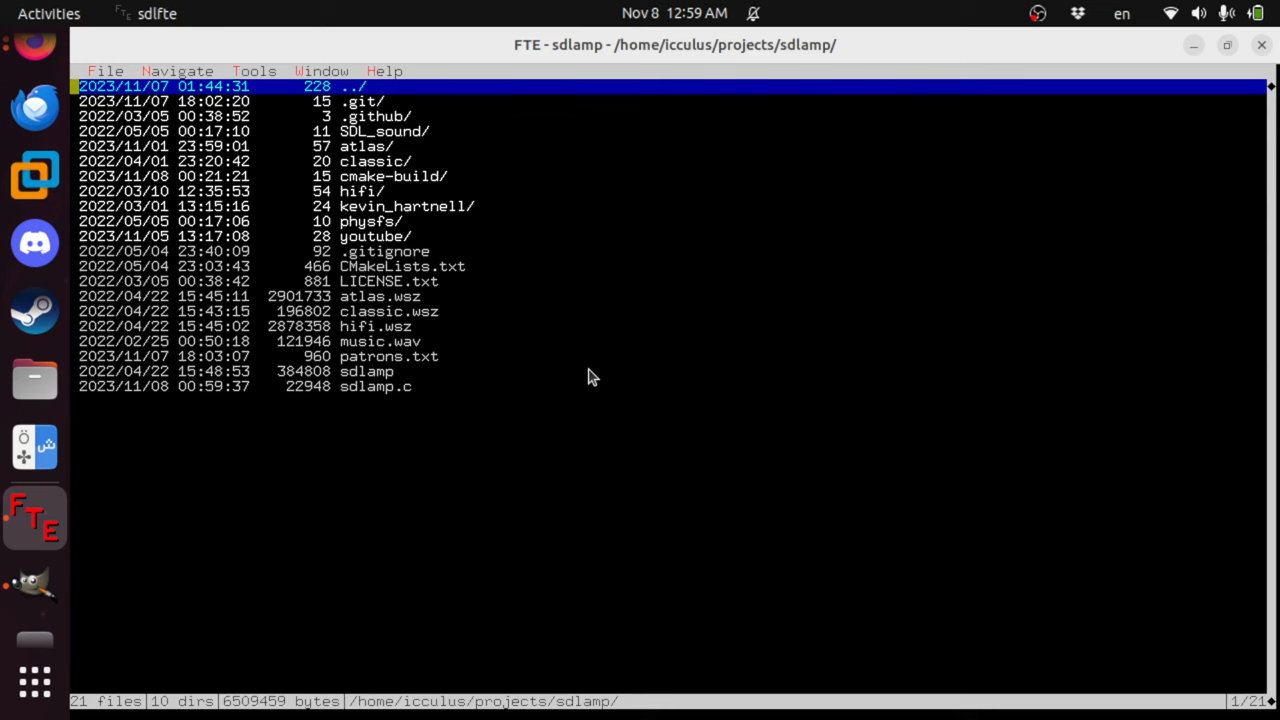 Activities sdlfte Nov 8 12:59 AM en
FTE - sdlamp - /home/icculus/projects/sdlamp/
File Navigate Tools Window Help
2023/11/07 01:44:31 228 ../
2023/11/07 18:02:20 15 .git/
2022/03/05 00:38:52 3 .github/
2022/05/05 00:17:10 11 SDL_sound/
2023/11/01 23:59:01 57 atlas/
2022/04/01 23:20:42 20 classic/
2023/11/08 00:21:21 15 cmake-build/
2022/03/10 12:35:53 54 hifi/
2022/03/01 13:15:16 24 kevin_hartnell/
2022/05/05 00:17:06 10 physfs/
2023/11/05 13:17:08 28 youtube/
2022/05/04 23:40:09 92 .gitignore
2022/05/04 23:03:43 466 CMakeLists.txt
2022/03/05 00:38:42 881 LICENSE.txt
2022/04/22 15:45:11 2901733 atlas.wsz
2022/04/22 15:43:15 196802 classic.wsz
2022/04/22 15:45:02 2878358 hifi.wsz
2022/02/25 00:50:18 121946 music.wav
2023/11/07 18:03:07 960 patrons.txt
2022/04/22 15:48:53 384808 sdlamp
2023/11/08 00:59:37 22948 sdlamp.c
Ö ش
FTE
21 files|10 dirs|6509459 bytes|/home/icculus/projects/sdlamp/ 1/21